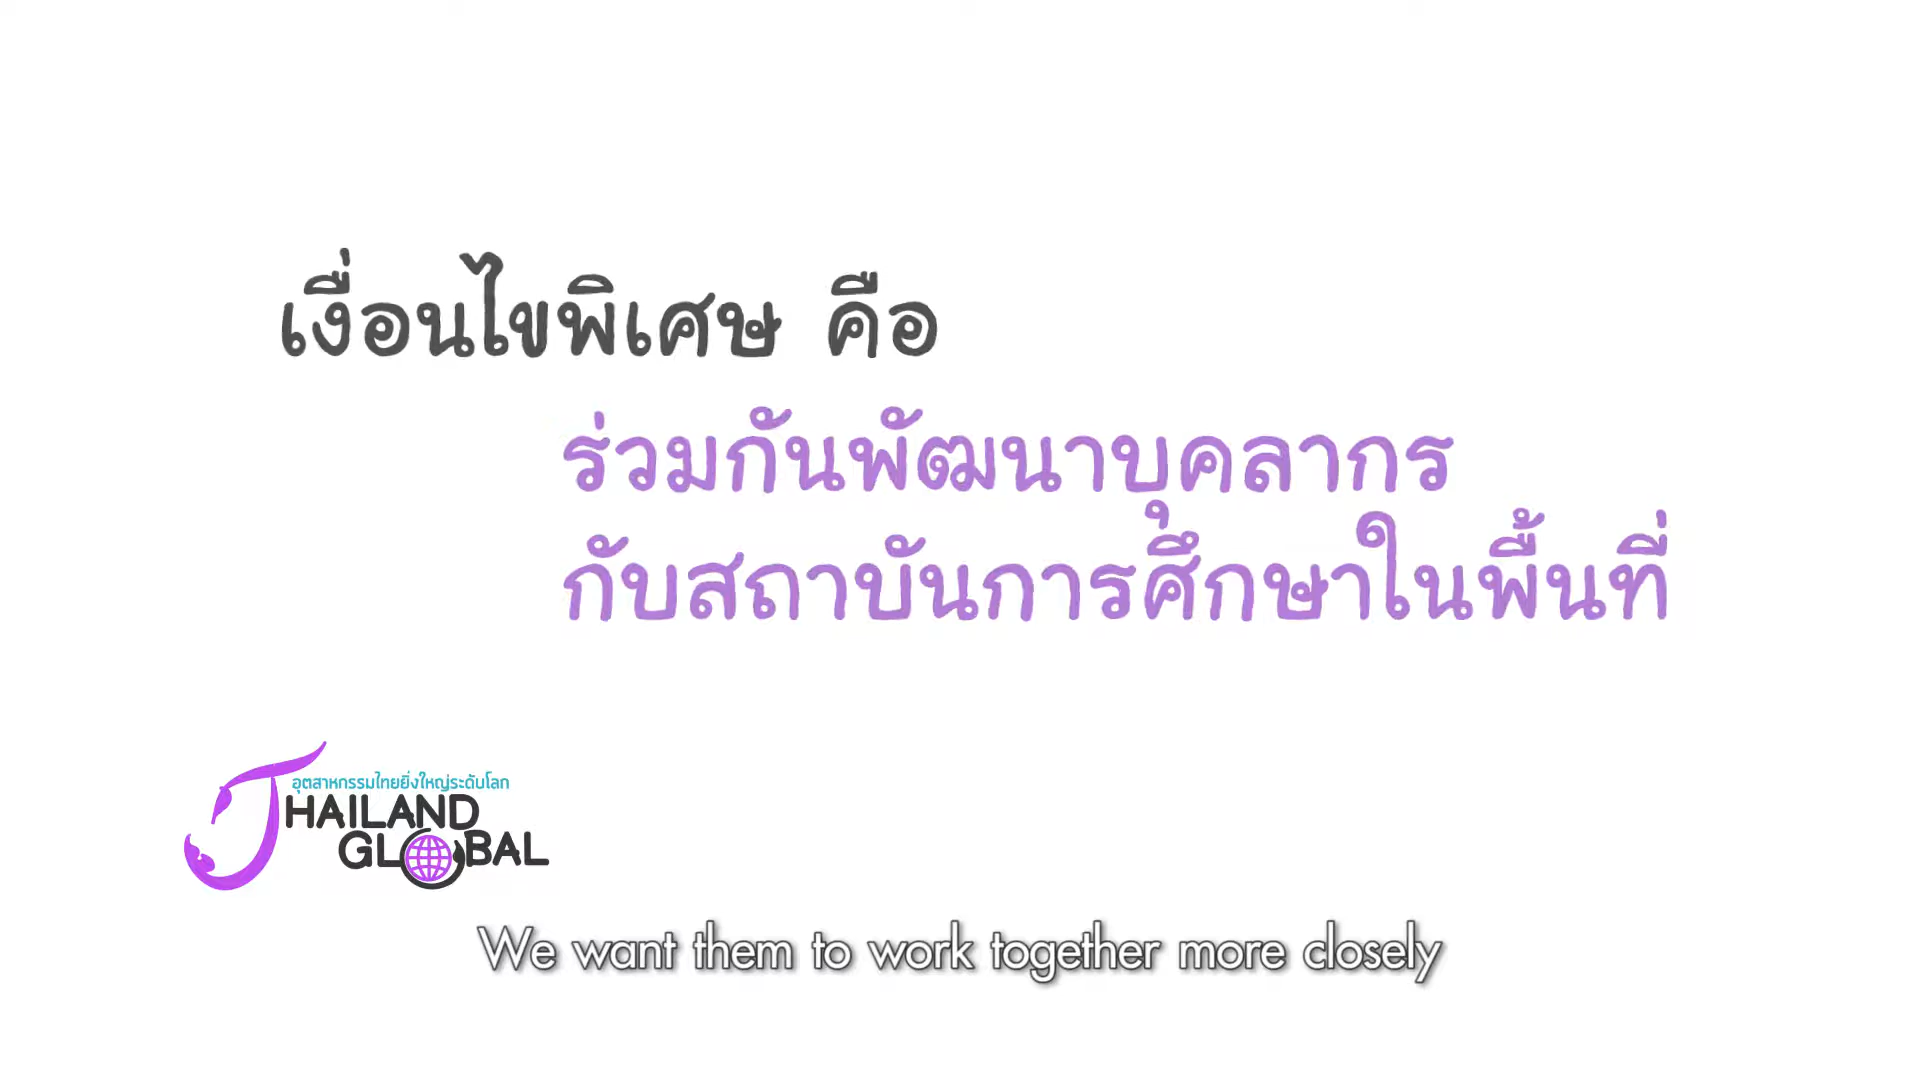 เงื่อนไขพิเศษ คือ
ร่วมกันพัฒนาบุคลากร
กับสถาบันการศึกษาในพื้นที่
อุตสาหกรรมไทยยิ่งใหญ่ระดับโลก
THAILAND
GLOBAL
We want them to work together more closely